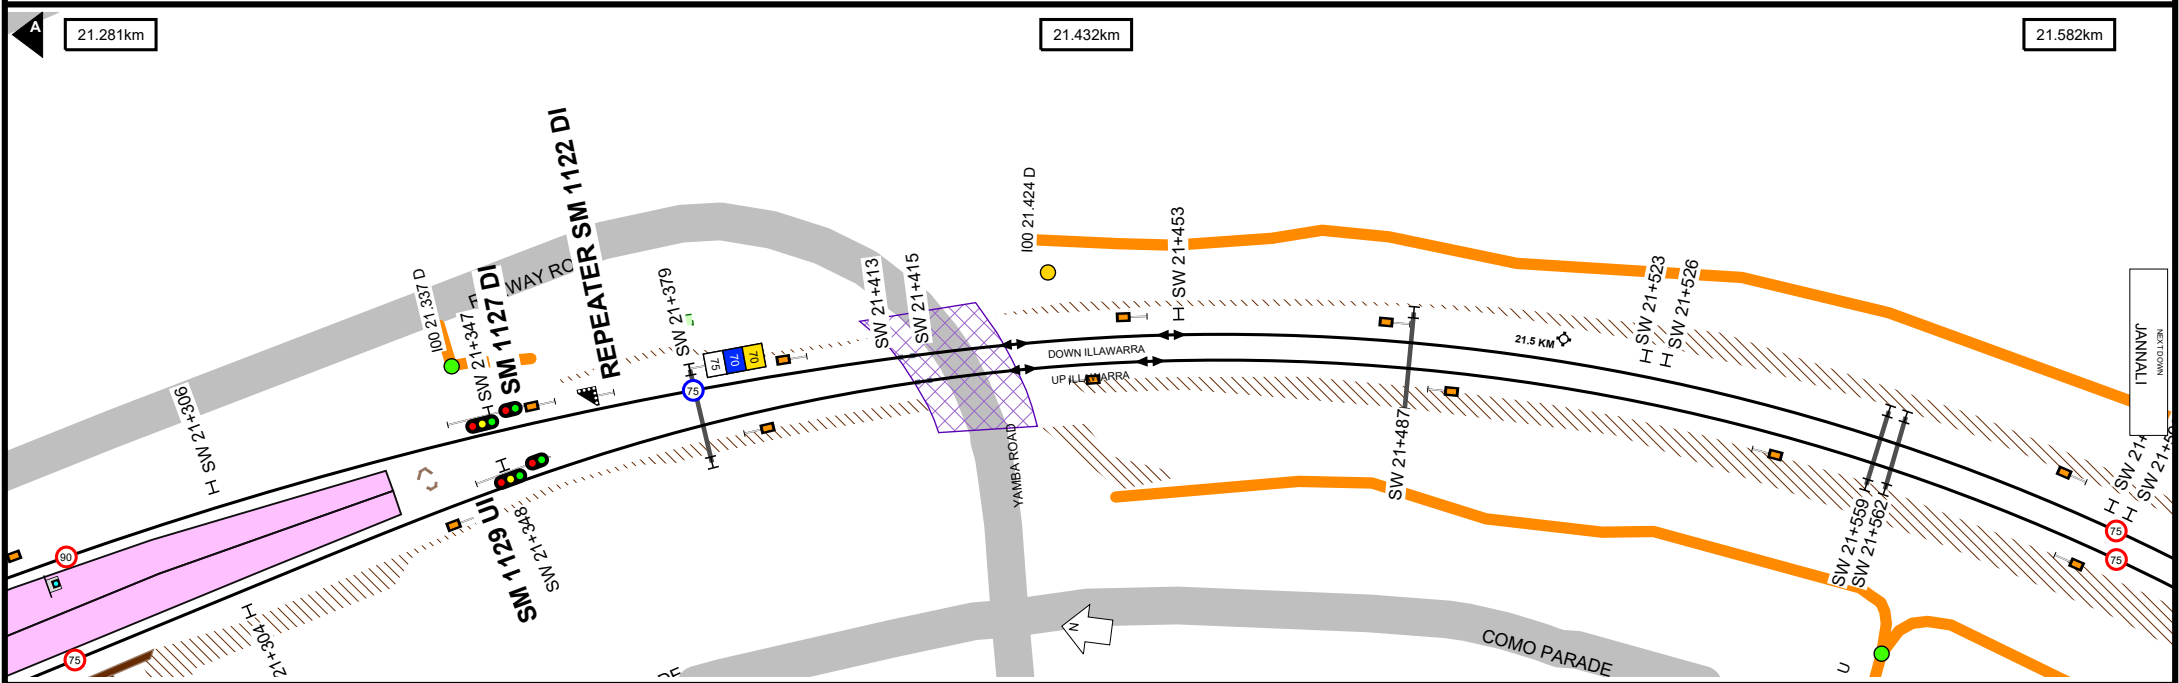 A
21.281km
21.432km
21.582km
RAILWAY RO
I00 21.337 D
SW 21+347
SM 1127 DI
REPEATER SM 1122 DI
SW 21+379
75
70
70
75
SW 21+413
SW 21+415
I00 21.424 D
SW 21+453
DOWN ILLAWARRA
UP ILLAWARRA
21.5 KM
SW 21+523
SW 21+526
NEXT DOWN
JANNALI
SW 21+306
90
SM 1129 UI
SW 21+348
YAMBA ROAD
SW 21+487
SW 21+559
SW 21+562
75
75
21+304
75
N
COMO PARADE
U